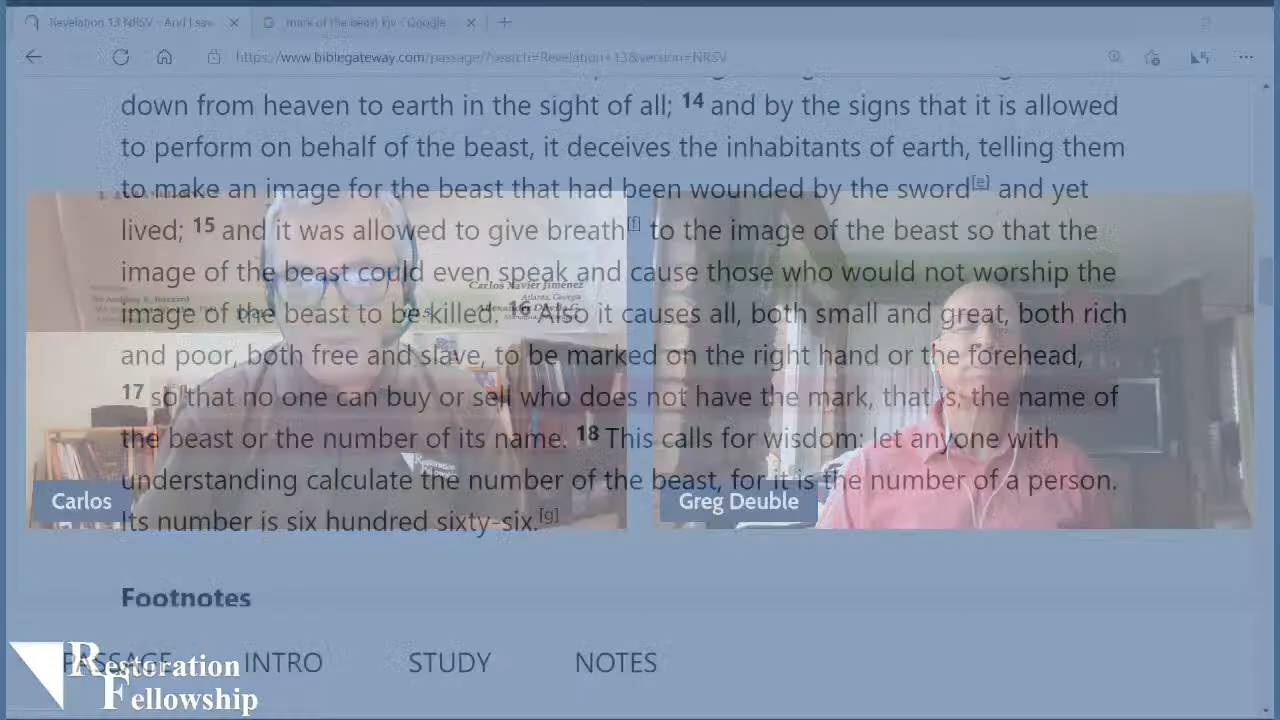 Revelation 13 NRSV - And I saw
mark of the beast kjv - Google
https://www.biblegateway.com/passage/?search=Revelation+13&version=NRSV
down from heaven to earth in the sight of all; 14 and by the signs that it is allowed
to perform on behalf of the beast, it deceives the inhabitants of earth, telling them
to make an image for the beast that had been wounded by the sword[e] and yet
lived; 15 and it was allowed to give breath[f] to the image of the beast so that the
image of the beast could even speak and cause those who would not worship the
image of the beast to be killed. 16 Also it causes all, both small and great, both rich
and poor, both free and slave, to be marked on the right hand or the forehead,
17 so that no one can buy or sell who does not have the mark, that is, the name of
the beast or the number of its name. 18 This calls for wisdom: let anyone with
understanding calculate the number of the beast, for it is the number of a person.
Its number is six hundred sixty-six.[g]
Carlos Xavier Jimenez
Atlanta, Georgia
Carlos
Greg Deuble
Footnotes
PASSAGE INTRO STUDY NOTES
Restoration
Fellowship